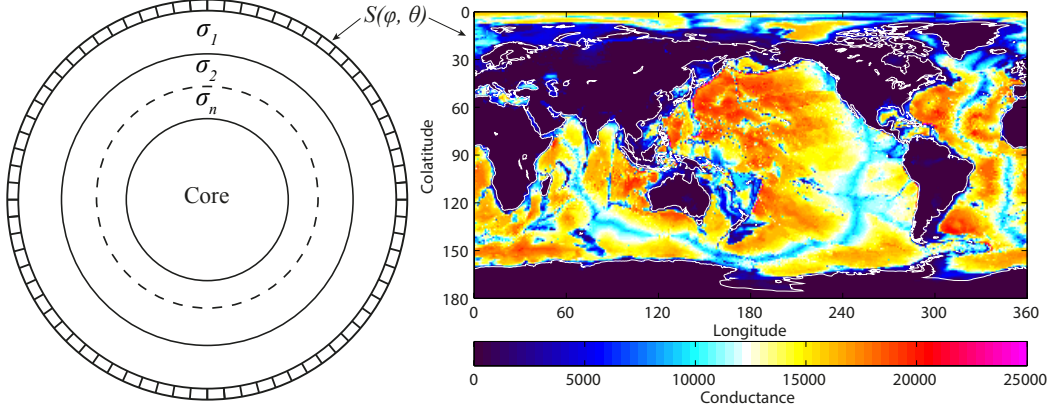 S(φ, θ)
σ1
σ2
σn
Core
Colatitude
0
30
60
90
120
150
180
0 60 120 180 240 300 360
Longitude
0 5000 10000 15000 20000 25000
Conductance